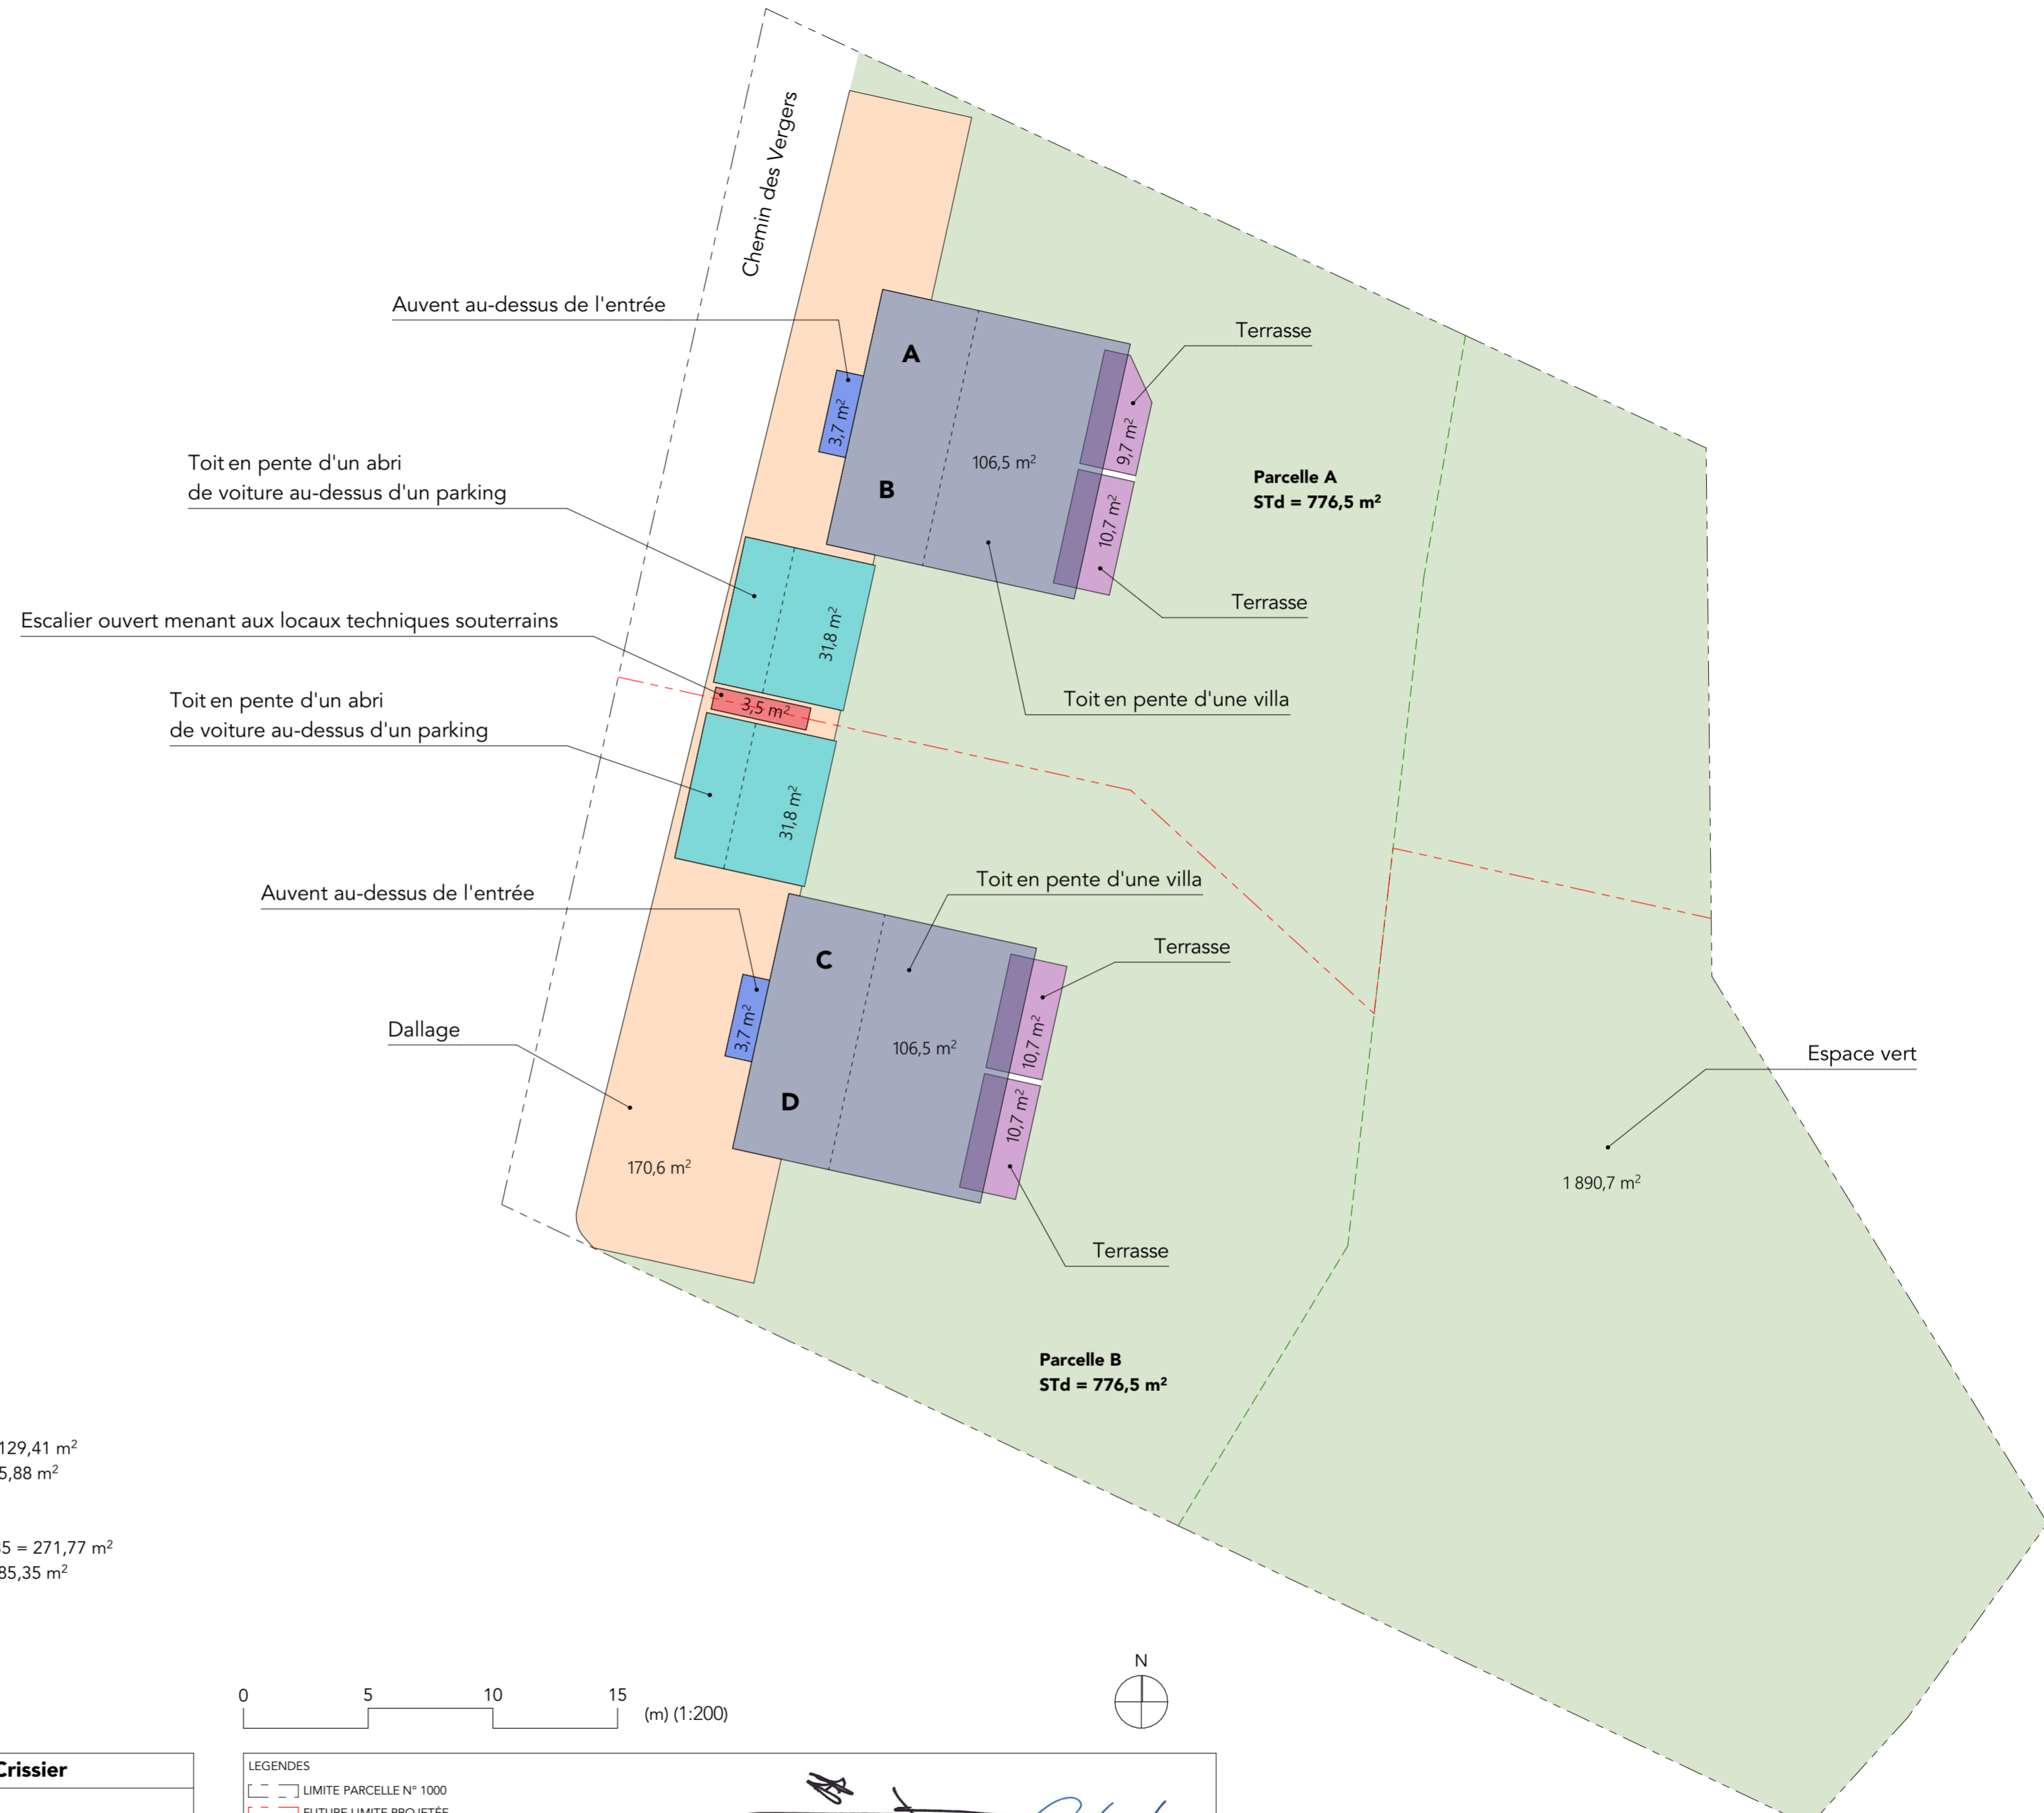 Chemin des Vergers
Auvent au-dessus de l'entrée
Terrasse
A
3,7 m²
9,7 m²
B
106,5 m²
Toit en pente d'un abri
de voiture au-dessus d'un parking
Parcelle A
STd = 776,5 m²
10,7 m²
Terrasse
31,8 m²
Escalier ouvert menant aux locaux techniques souterrains
Toit en pente d'un abri
de voiture au-dessus d'un parking
3,5 m²
Toit en pente d'une villa
31,8 m²
Auvent au-dessus de l'entrée
Toit en pente d'une villa
Terrasse
C
3,7 m²
106,5 m²
10,7 m²
Dallage
Espace vert
D
10,7 m²
170,6 m²
1 890,7 m²
Terrasse
Parcelle B
STd = 776,5 m²
129,41 m²
5,88 m²
35 = 271,77 m²
85,35 m²
N
0 5 10 15
(m) (1:200)
Crissier
LEGENDES
LIMITE PARCELLE N° 1000
FUTURE LIMITE PROJETÉE